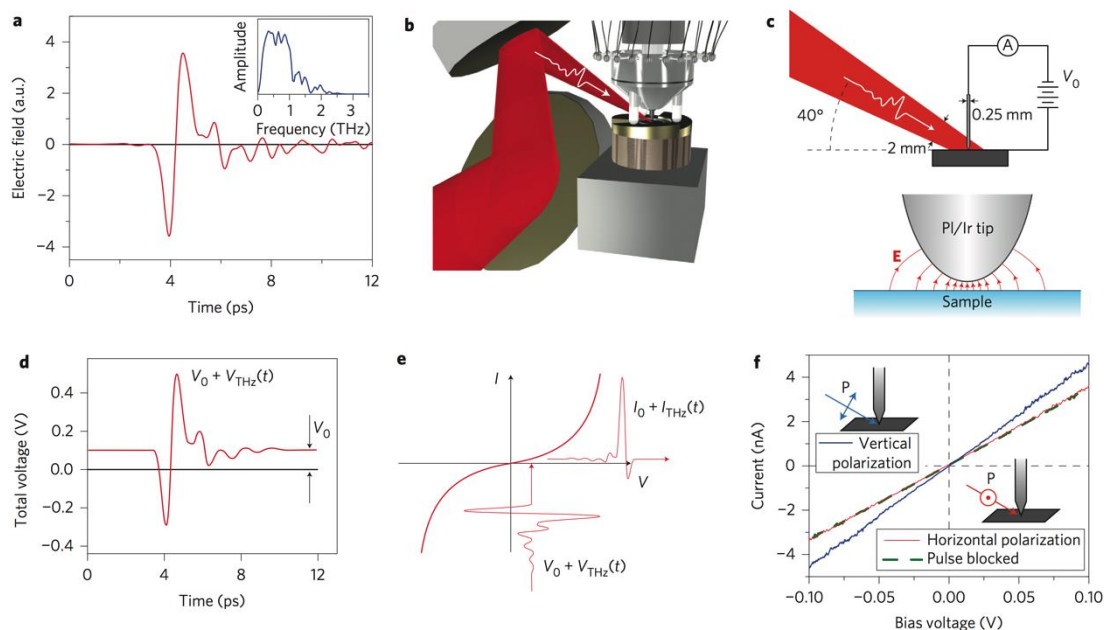 a
Electric field (a.u.)
4
2
0
−2
−4
0
4
8
12
Time (ps)
Amplitude
0
1
2
3
Frequency (THz)
b
c
A
V0
0.25 mm
40°
2 mm
Pl/Ir tip
E
Sample
d
V0 + VTHz(t)
Total voltage (V)
0.4
0.2
0.0
−0.2
−0.4
V0
0
4
8
12
Time (ps)
e
I
I0 + ITHz(t)
V
V0 + VTHz(t)
f
Current (nA)
4
2
0
−2
−4
P
Vertical
polarization
P
Horizontal polarization
Pulse blocked
−0.10
−0.05
0.00
0.05
0.10
Bias voltage (V)